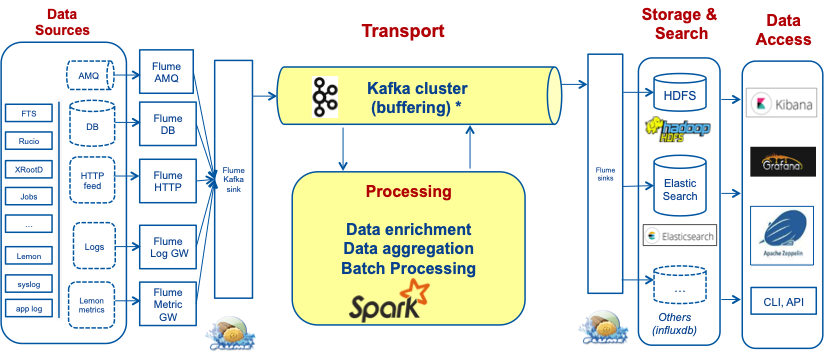 Data
Sources
Transport
Storage &
Search
Data
Access
FTS
Rucio
XRootD
Jobs
...
Lemon
syslog
app log
AMQ
DB
HTTP
feed
Logs
Lemon
metrics
Flume
AMQ
Flume
DB
Flume
HTTP
Flume
Log GW
Flume
Metric
GW
Flume
Kafka
sink
Kafka cluster
(buffering) *
Processing
Data enrichment
Data aggregation
Batch Processing
Spark
Flume
sinks
HDFS
hadoop
HDFS
Elastic
Search
Elasticsearch
...
Others
(influxdb)
Kibana
Grafana
Apache Zeppelin
CLI, API